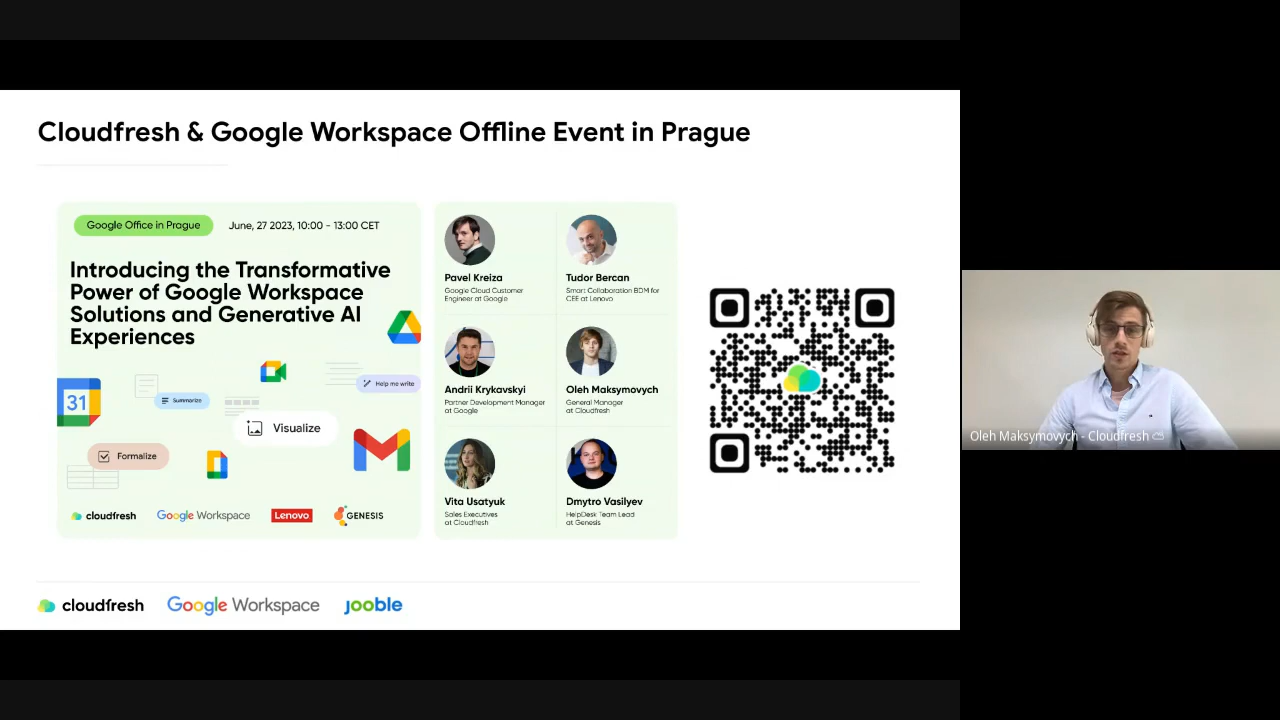 Cloudfresh & Google Workspace Offline Event in Prague
Google Office in Prague
June, 27 2023, 10:00 - 13:00 CET
Introducing the Transformative
Power of Google Workspace
Solutions and Generative AI
Experiences
31
Summarize
Help me write
Visualize
Formalize
cloudfresh
Google Workspace
Lenovo
GENESIS
Pavel Kreiza
Google Cloud Customer
Engineer at Google
Tudor Bercan
Smart Collaboration BDM for
CEE at Lenovo
Andrii Krykavskyi
Partner Development Manager
at Google
Oleh Maksymovych
General Manager
at Cloudfresh
Vita Usatyuk
Sales Executives
at Cloudfresh
Dmytro Vasilyev
HelpDesk Team Lead
at Genesis
cloudfresh
Google Workspace
jooble
Oleh Maksymovych - Cloudfresh